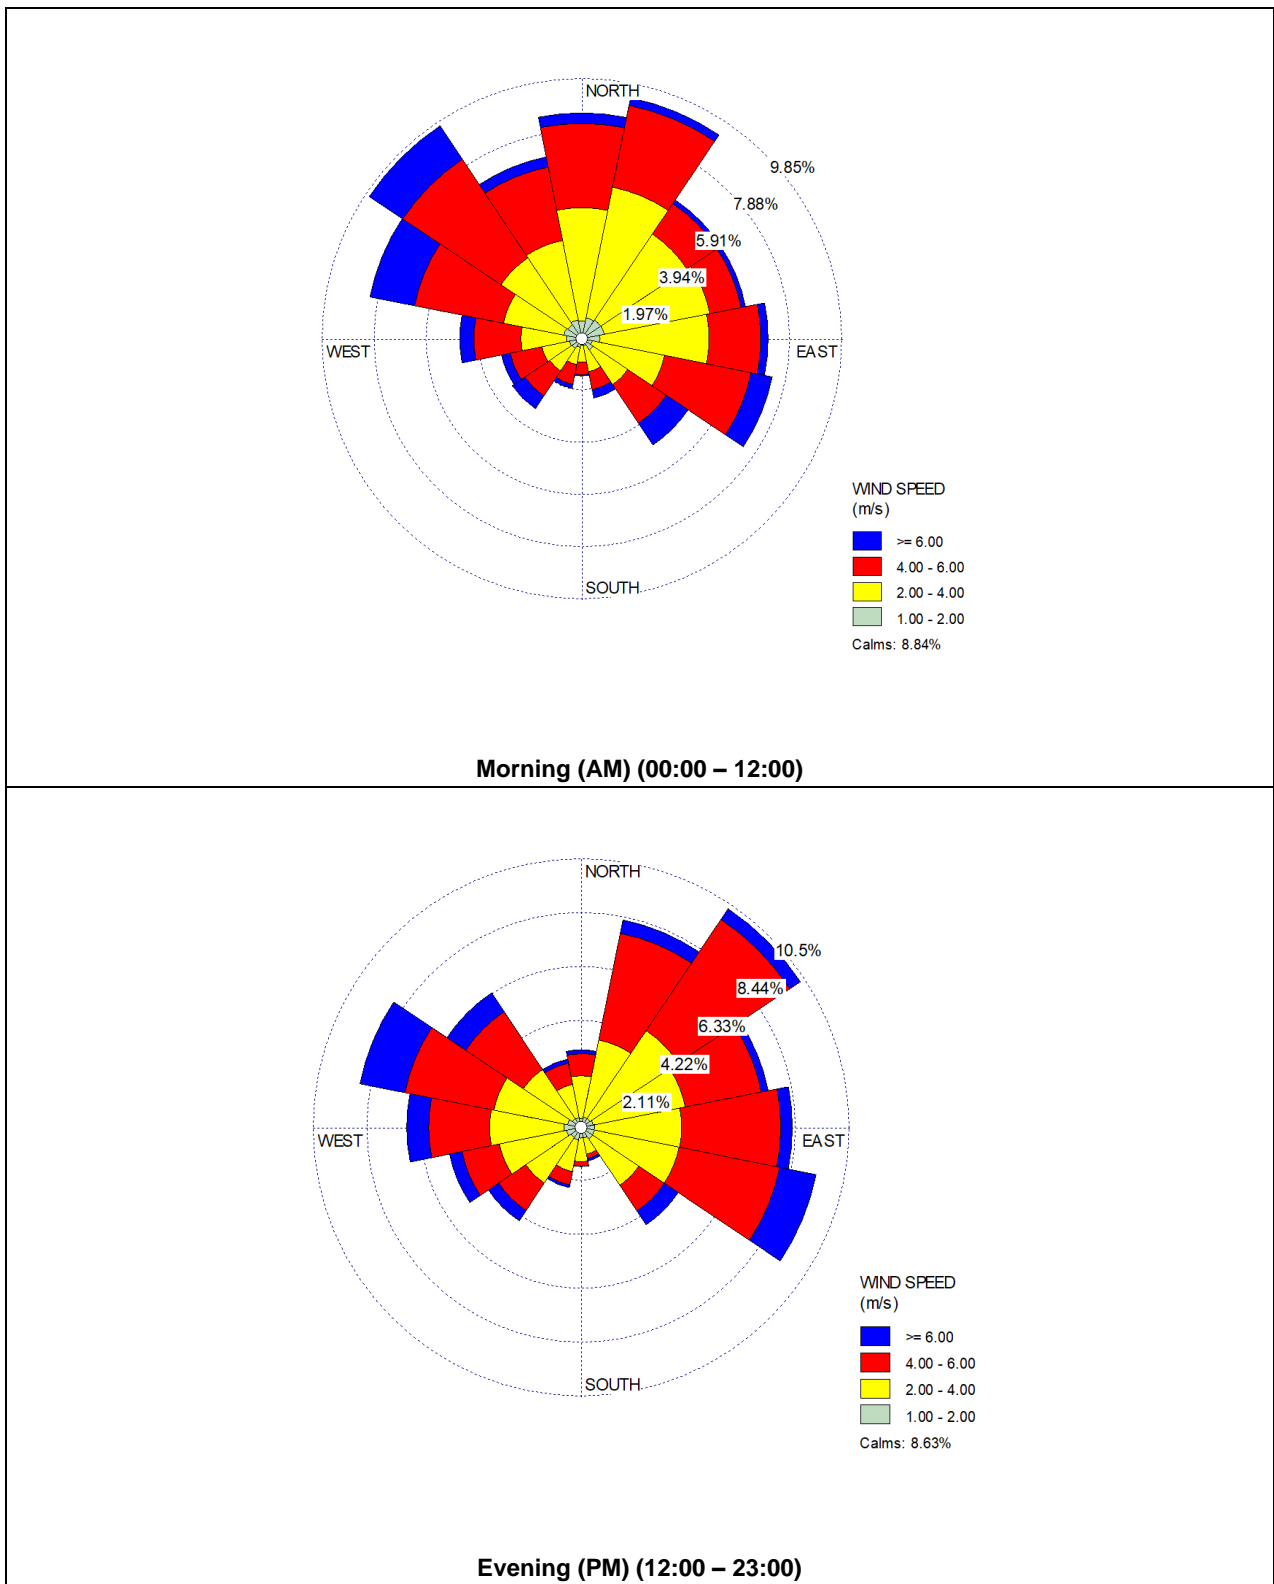 NORTH
9.85%
7.88%
5.91%
3.94%
1.97%
WEST
EAST
SOUTH
WIND SPEED
(m/s)
>= 6.00
4.00 - 6.00
2.00 - 4.00
1.00 - 2.00
Calms: 8.84%
Morning (AM) (00:00 – 12:00)
NORTH
10.5%
8.44%
6.33%
4.22%
2.11%
WEST
EAST
SOUTH
WIND SPEED
(m/s)
>= 6.00
4.00 - 6.00
2.00 - 4.00
1.00 - 2.00
Calms: 8.63%
Evening (PM) (12:00 – 23:00)